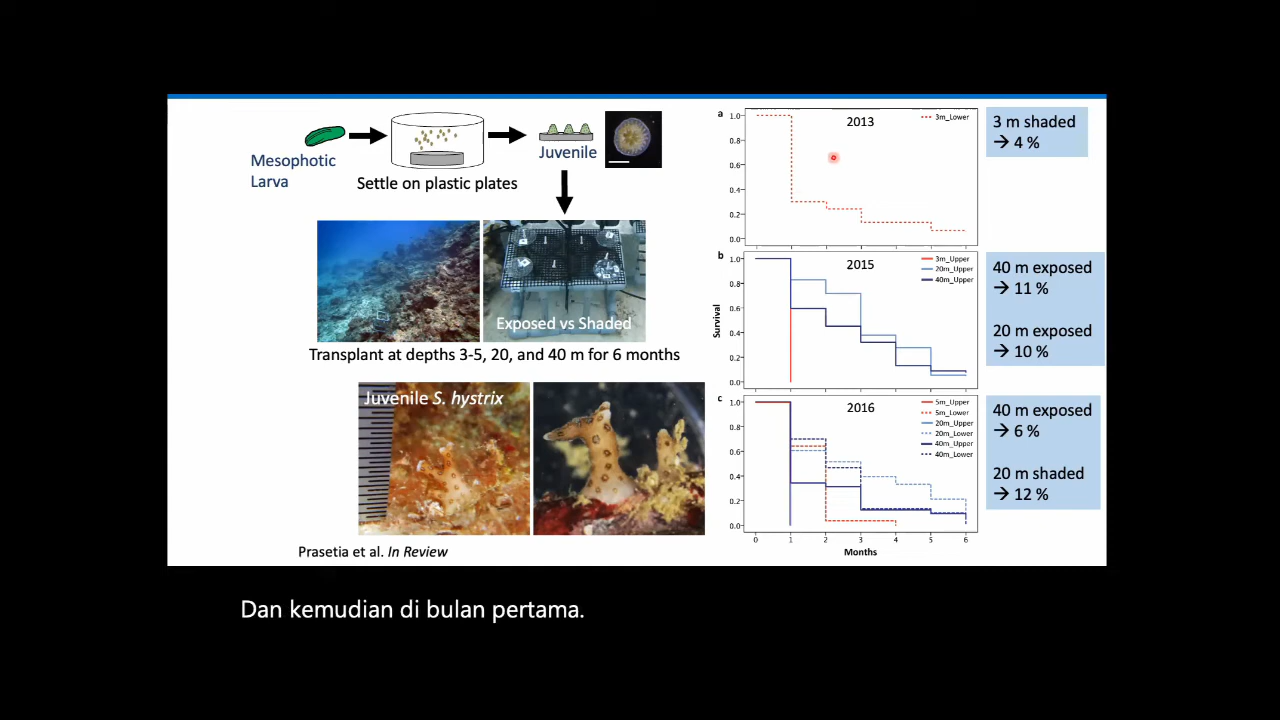 Mesophotic
Larva
Settle on plastic plates
Juvenile
Exposed vs Shaded
Transplant at depths 3-5, 20, and 40 m for 6 months
Juvenile S. hystrix
Prasetia et al. In Review
a
2013
3m_Lower
1.0
0.8
0.6
0.4
0.2
0.0
3 m shaded
→ 4 %
b
2015
3m_Upper
20m_Upper
40m_Upper
1.0
0.8
0.6
0.4
0.2
0.0
Survival
40 m exposed
→ 11 %
20 m exposed
→ 10 %
c
2016
5m_Upper
5m_Lower
20m_Upper
20m_Lower
40m_Upper
40m_Lower
1.0
0.8
0.6
0.4
0.2
0.0
0 1 2 3 4 5 6
Months
40 m exposed
→ 6 %
20 m shaded
→ 12 %
Dan kemudian di bulan pertama.